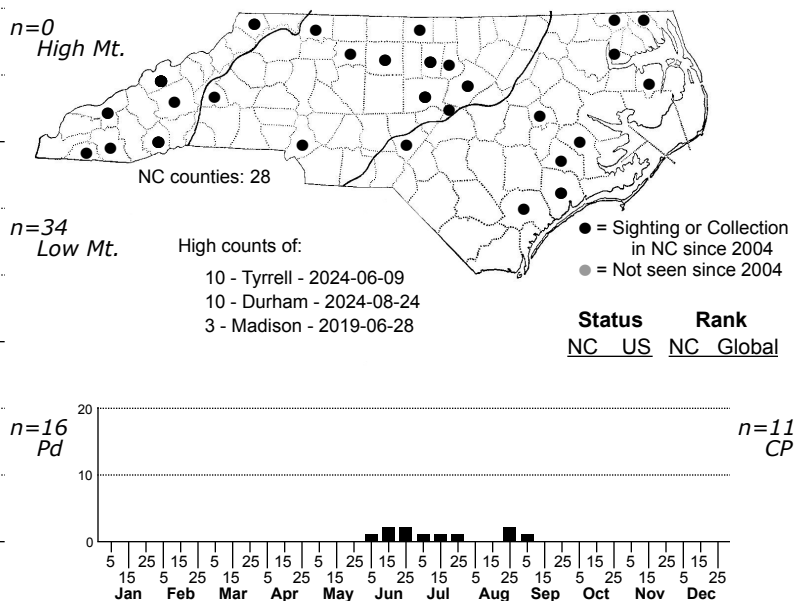 n=0
High Mt.
NC counties: 28
n=34
Low Mt.
High counts of:
10 - Tyrrell - 2024-06-09
10 - Durham - 2024-08-24
3 - Madison - 2019-06-28
● = Sighting or Collection
in NC since 2004
● = Not seen since 2004
Status Rank
NC US NC Global
n=16
Pd
n=11
CP
20
10
0
5 25 15 5 25 15 5 25 15 5 25 15 5 25 15 5 25 15
15 5 25 15 5 25 15 5 25 15 5 25 15 5 25 15 5 25
Jan Feb Mar Apr May Jun Jul Aug Sep Oct Nov Dec